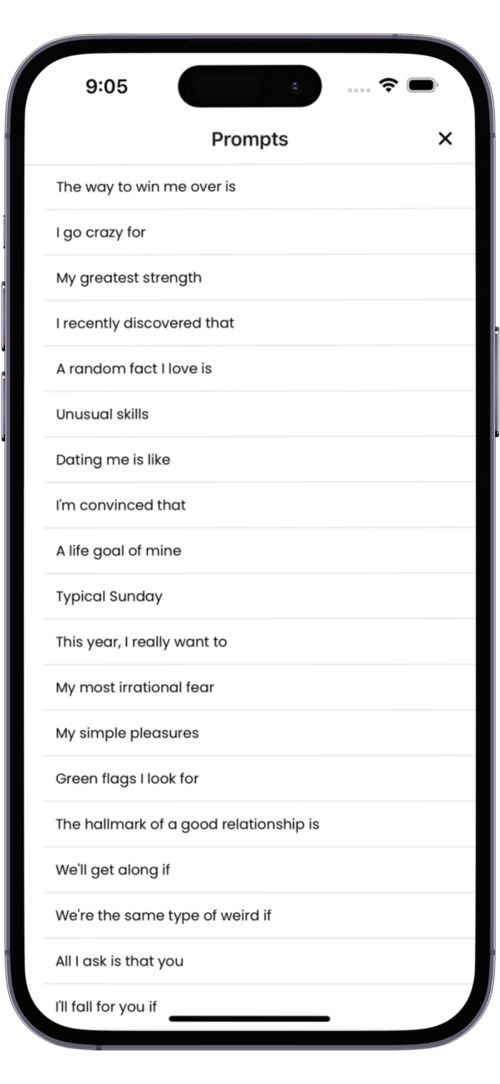 9:05
Prompts
The way to win me over is
I go crazy for
My greatest strength
I recently discovered that
A random fact I love is
Unusual skills
Dating me is like
I'm convinced that
A life goal of mine
Typical Sunday
This year, I really want to
My most irrational fear
My simple pleasures
Green flags I look for
The hallmark of a good relationship is
We'll get along if
We're the same type of weird if
All I ask is that you
I'll fall for you if